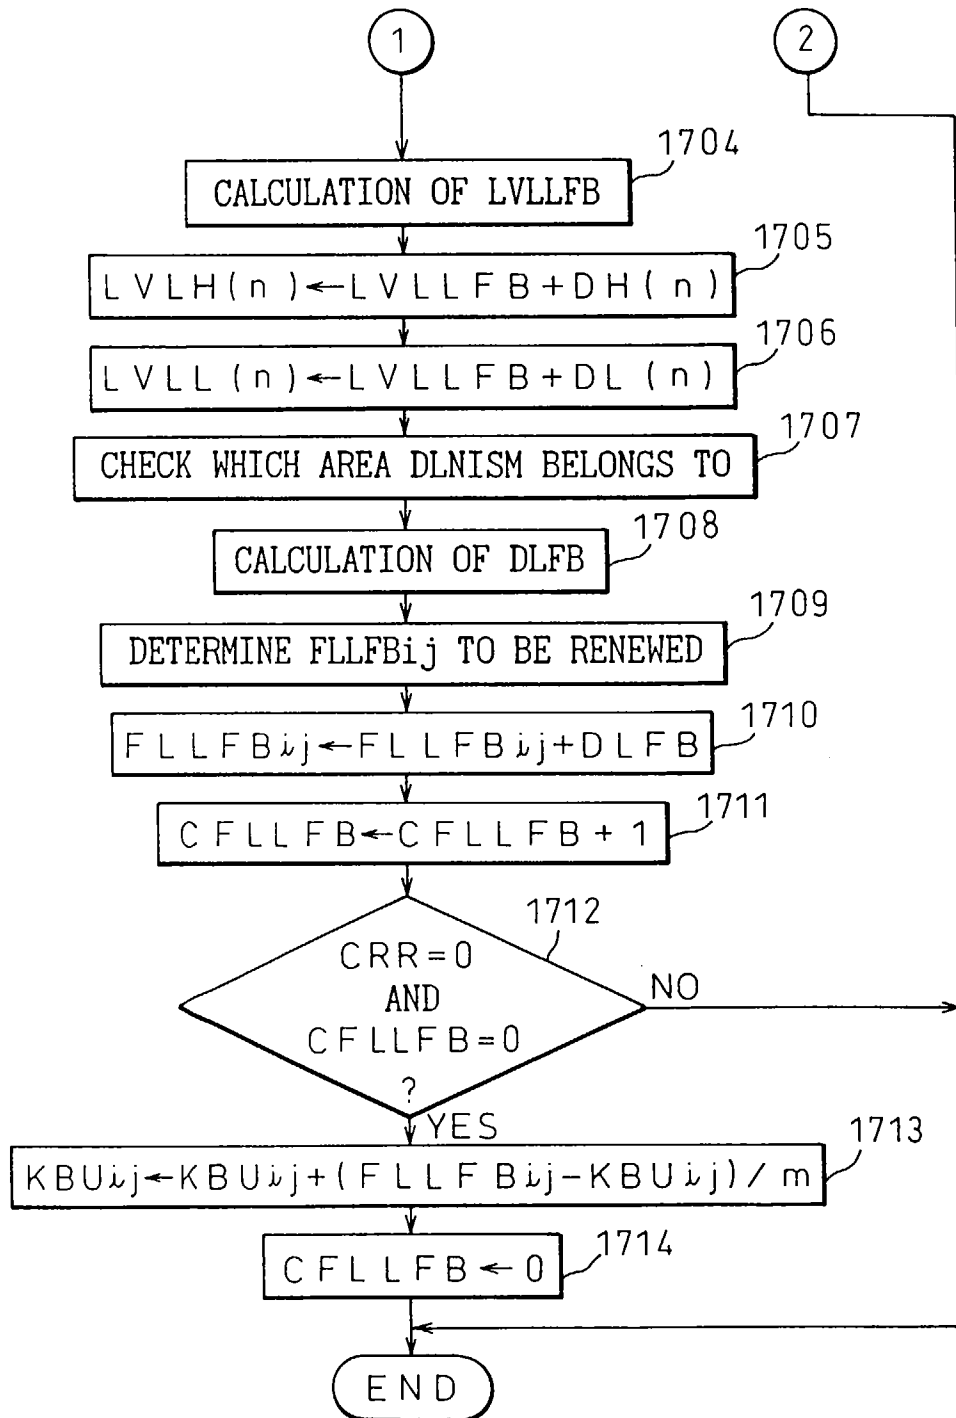 1
2
1704
CALCULATION OF LVLLFB
1705
LVLH(n)←LVLLFB+DH(n)
1706
LVLL(n)←LVLLFB+DL(n)
1707
CHECK WHICH AREA DLNISM BELONGS TO
1708
CALCULATION OF DLFB
1709
DETERMINE FLLFBij TO BE RENEWED
1710
FLLFBij←FLLFBij+DLFB
1711
CFLLFB←CFLLFB+1
1712
CRR=0
AND
CFLLFB=0
?
NO
YES
1713
KBUij←KBUij+(FLLFBij-KBUij)/m
1714
CFLLFB←0
END